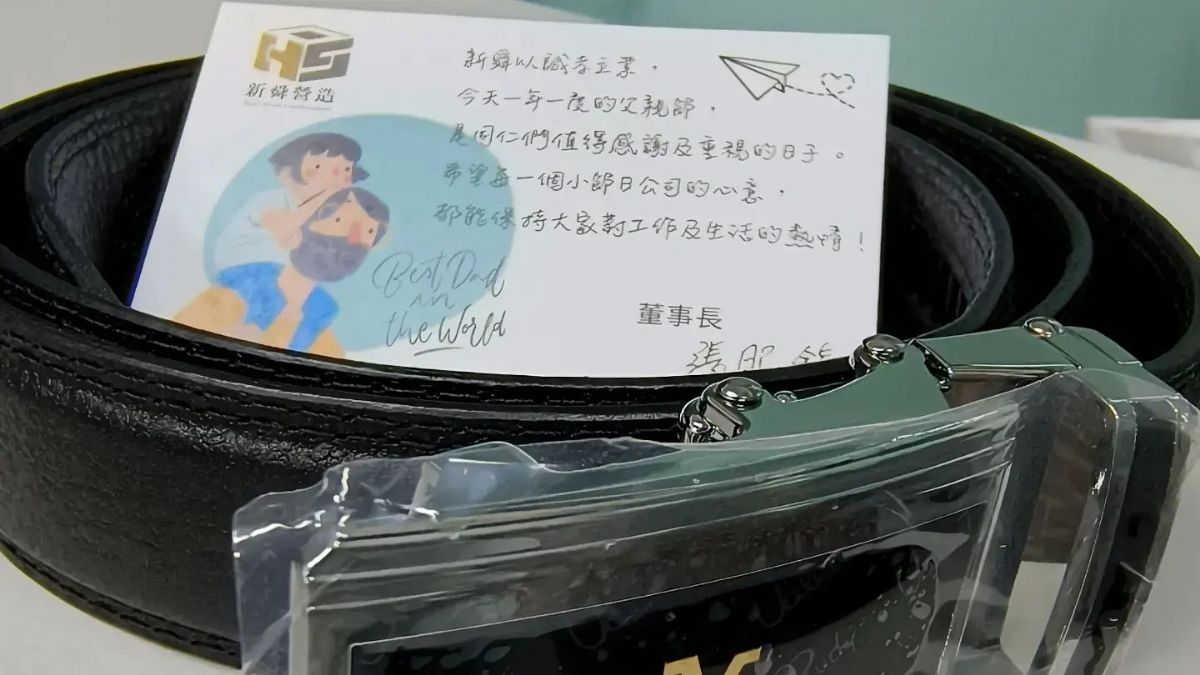 新舜營造
新舜以誠孝立業，
今天一年一度的父親節，
是同仁們值得感謝及重視的日子。
希望每一個小節日公司的心意，
都能保持大家對工作及生活的熱情！
Best Dad
in
the World
董事長